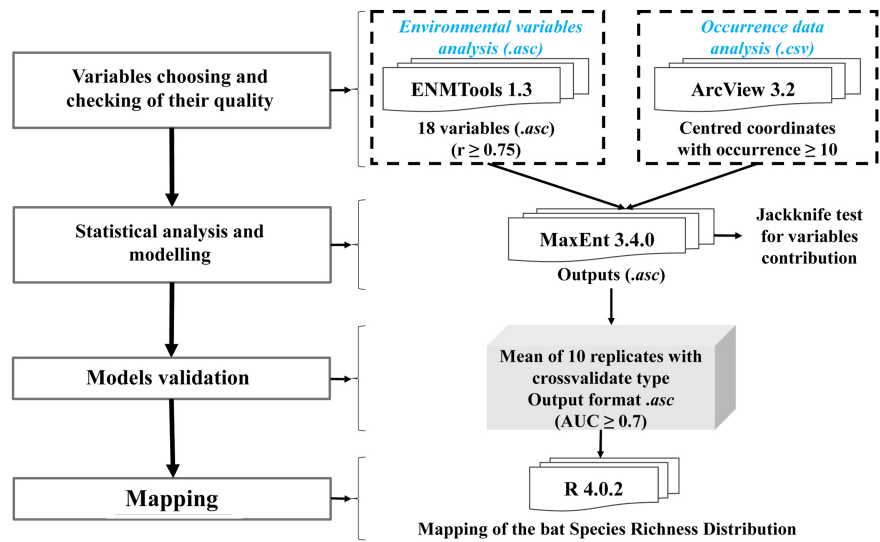 Variables choosing and
checking of their quality
Environmental variables
analysis (.asc)
ENMTools 1.3
18 variables (.asc)
(r ≥ 0.75)
Occurrence data
analysis (.csv)
ArcView 3.2
Centred coordinates
with occurrence ≥ 10
Statistical analysis and
modelling
MaxEnt 3.4.0
Outputs (.asc)
Jackknife test
for variables
contribution
Models validation
Mean of 10 replicates with
crossvalidate type
Output format .asc
(AUC ≥ 0.7)
Mapping
R 4.0.2
Mapping of the bat Species Richness Distribution